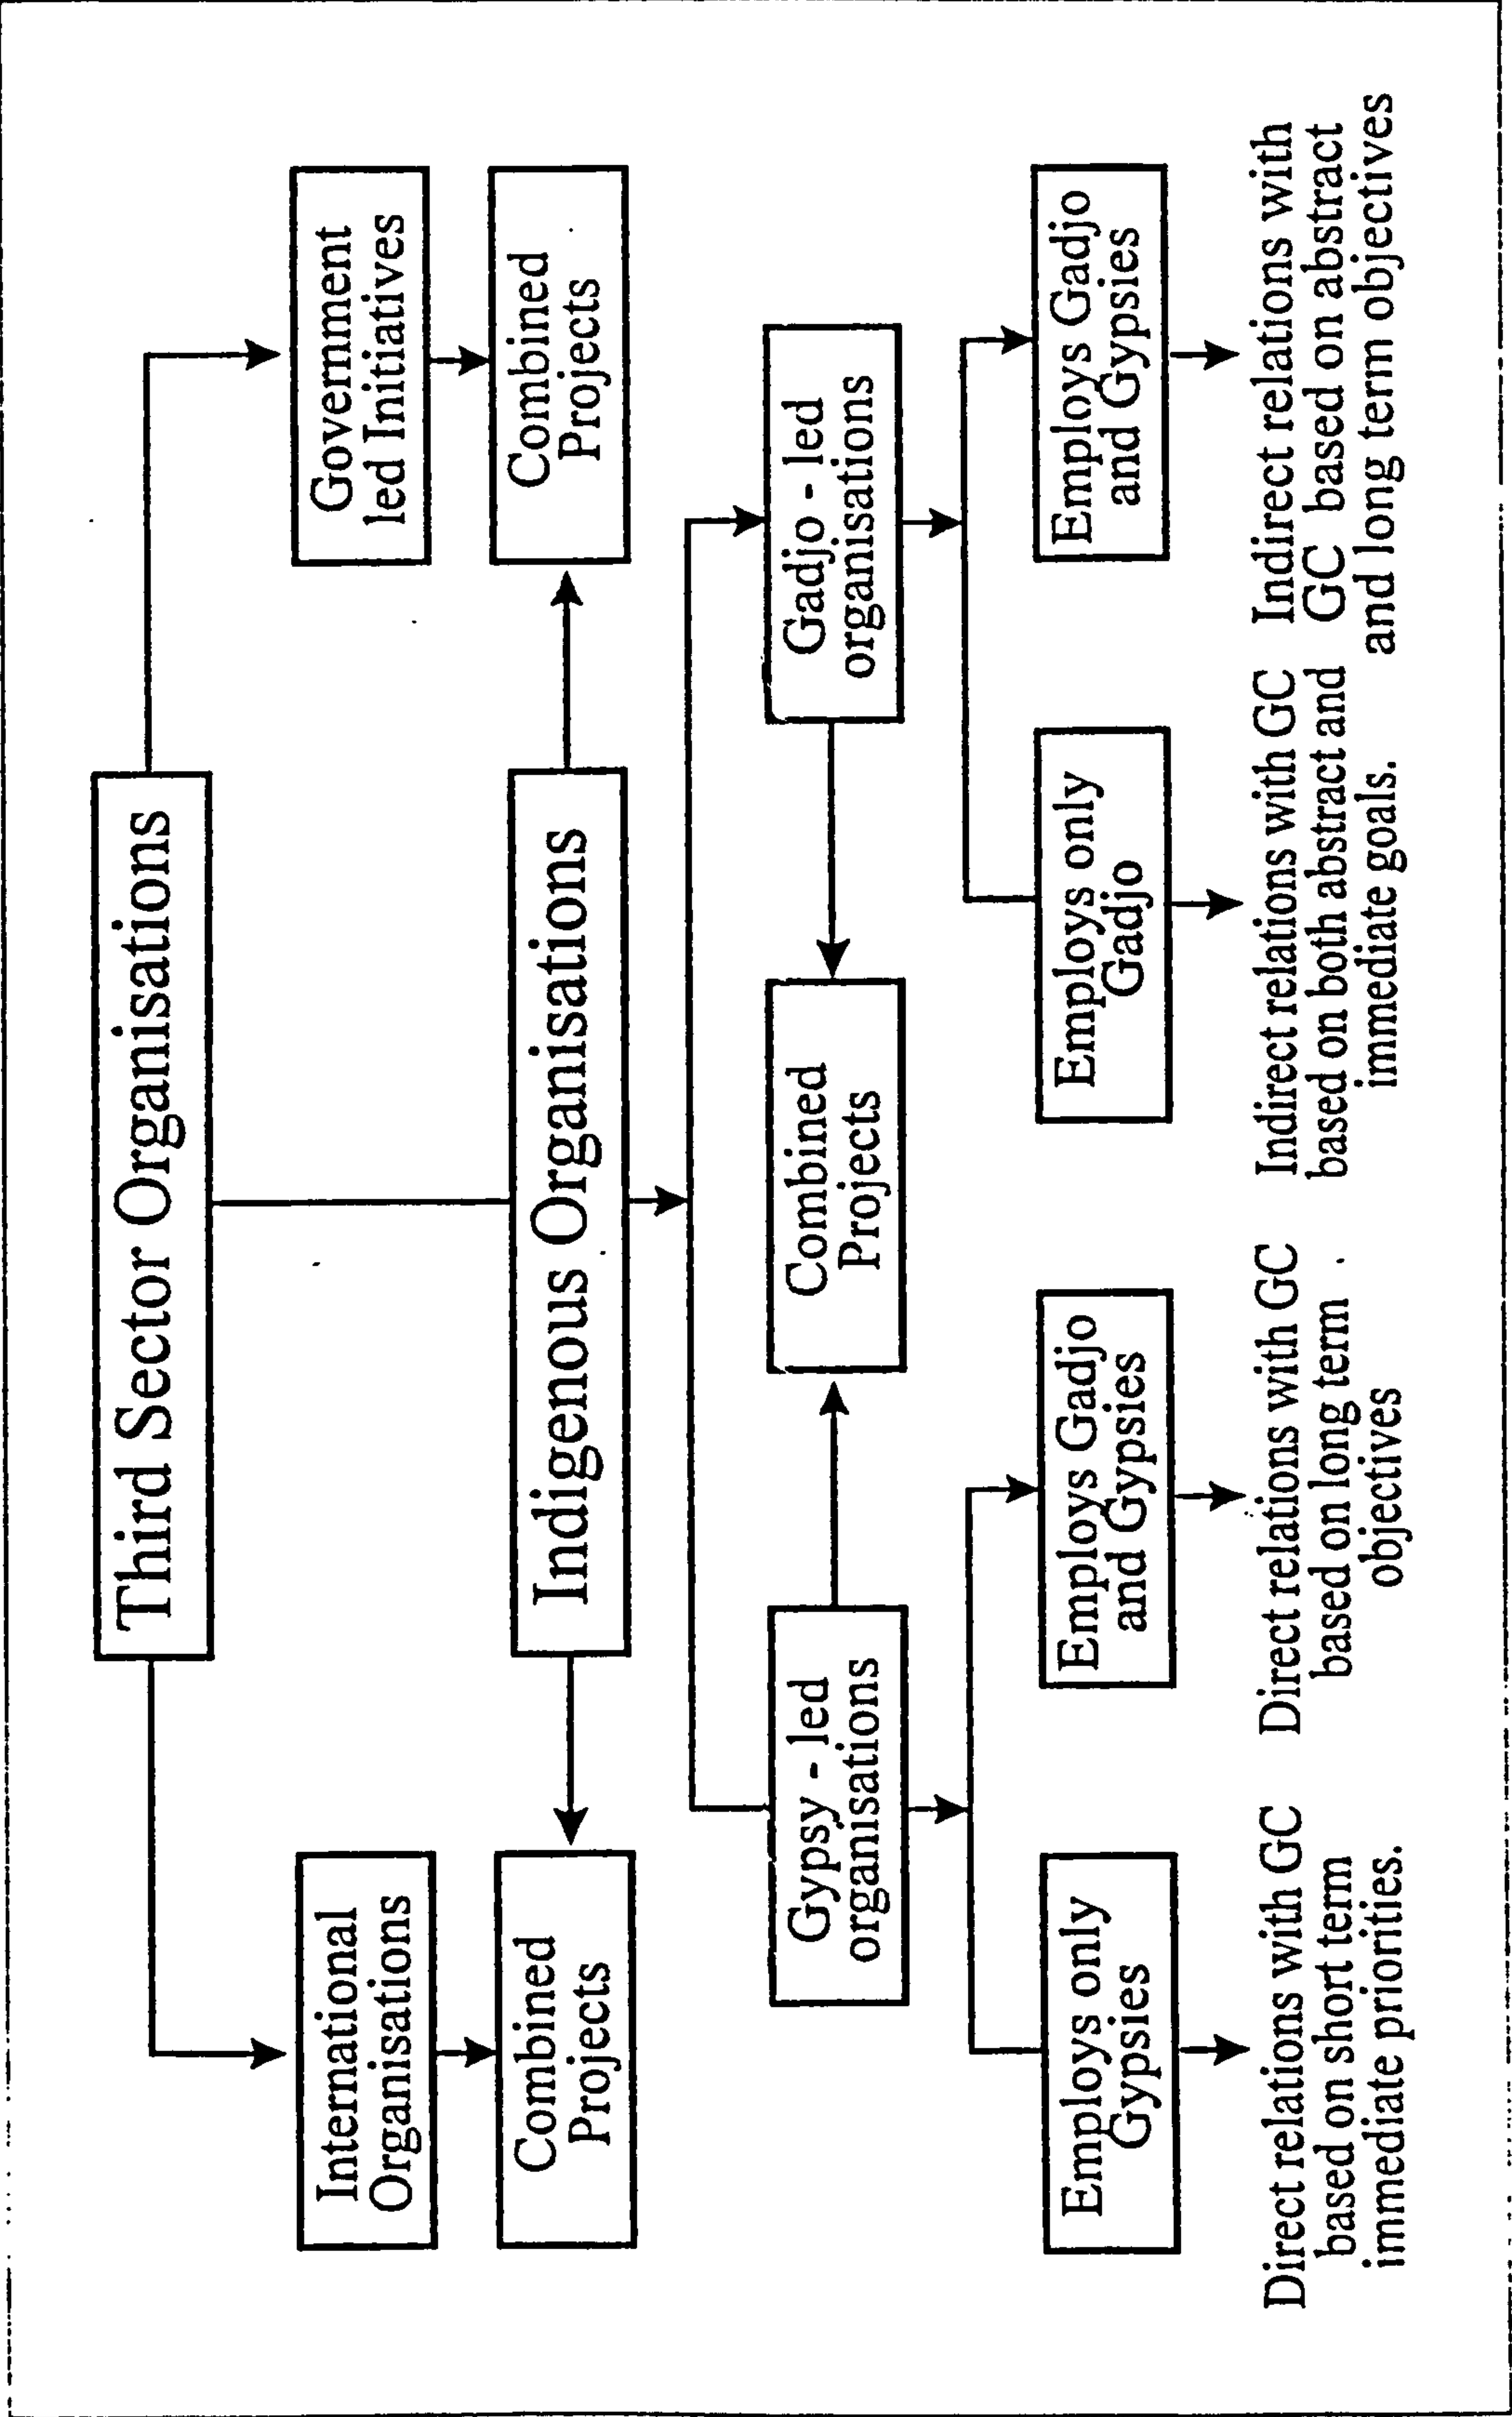 Third Sector Organisations
International
Organisations
Government
led Initiatives
Combined
Projects
Indigenous Organisations
Combined
Projects
Gypsy - led
organisations
Combined
Projects
Gadjo - led
organisations
Employs only
Gypsies
Employs Gadjo
and Gypsies
Employs only
Gadjo
Employs Gadjo
and Gypsies
Direct relations with GC
based on short term
immediate priorities.
Direct relations with GC
based on long term
objectives
Indirect relations with GC
based on both abstract and
immediate goals.
Indirect relations with
GC based on abstract
and long term objectives